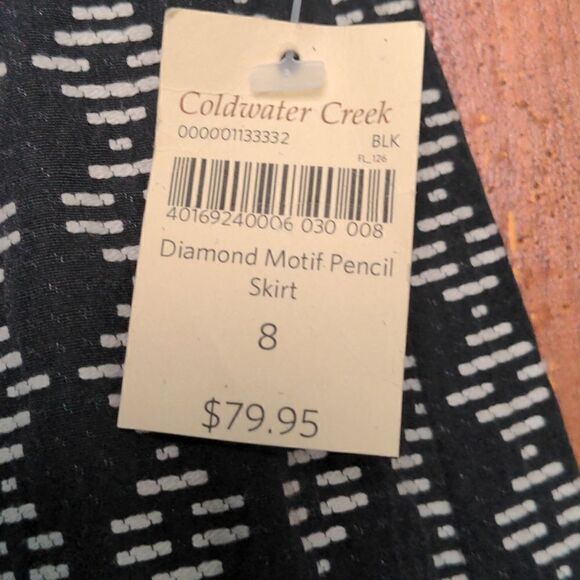 Coldwater Creek
000001133332 BLK
FL_126
40169240006 030 008
Diamond Motif Pencil
Skirt
8
$79.95